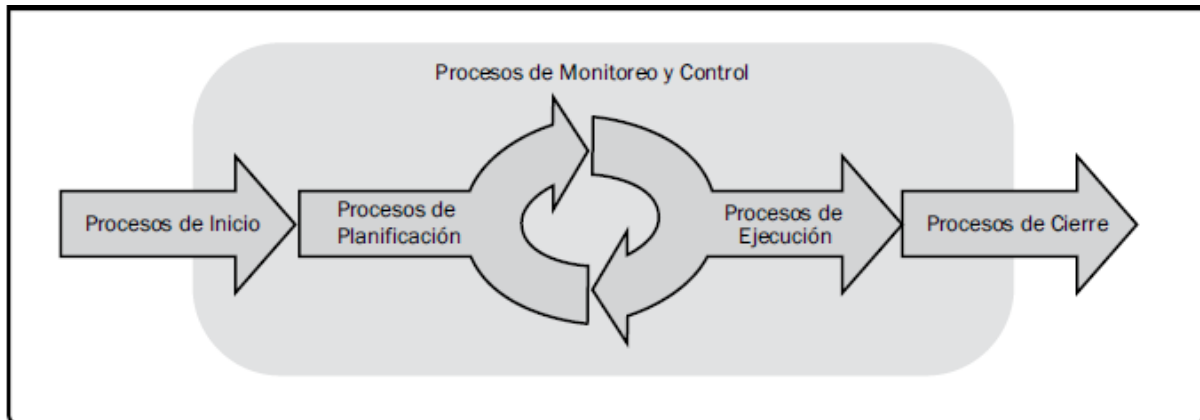 Procesos de Monitoreo y Control
Procesos de Inicio
Procesos de
Planificación
Procesos de
Ejecución
Procesos de Cierre